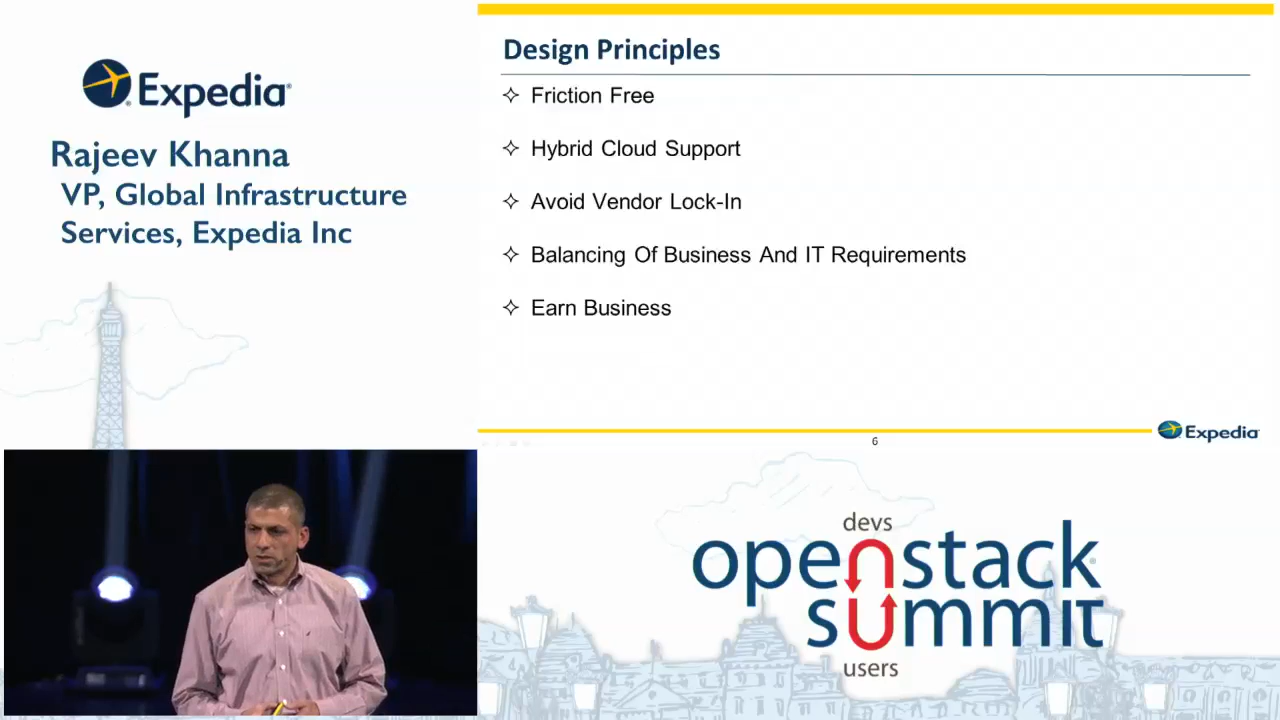 Expedia
Rajeev Khanna
VP, Global Infrastructure
Services, Expedia Inc
Design Principles
Friction Free
Hybrid Cloud Support
Avoid Vendor Lock-In
Balancing Of Business And IT Requirements
Earn Business
6
Expedia
devs
openstack
summit
users